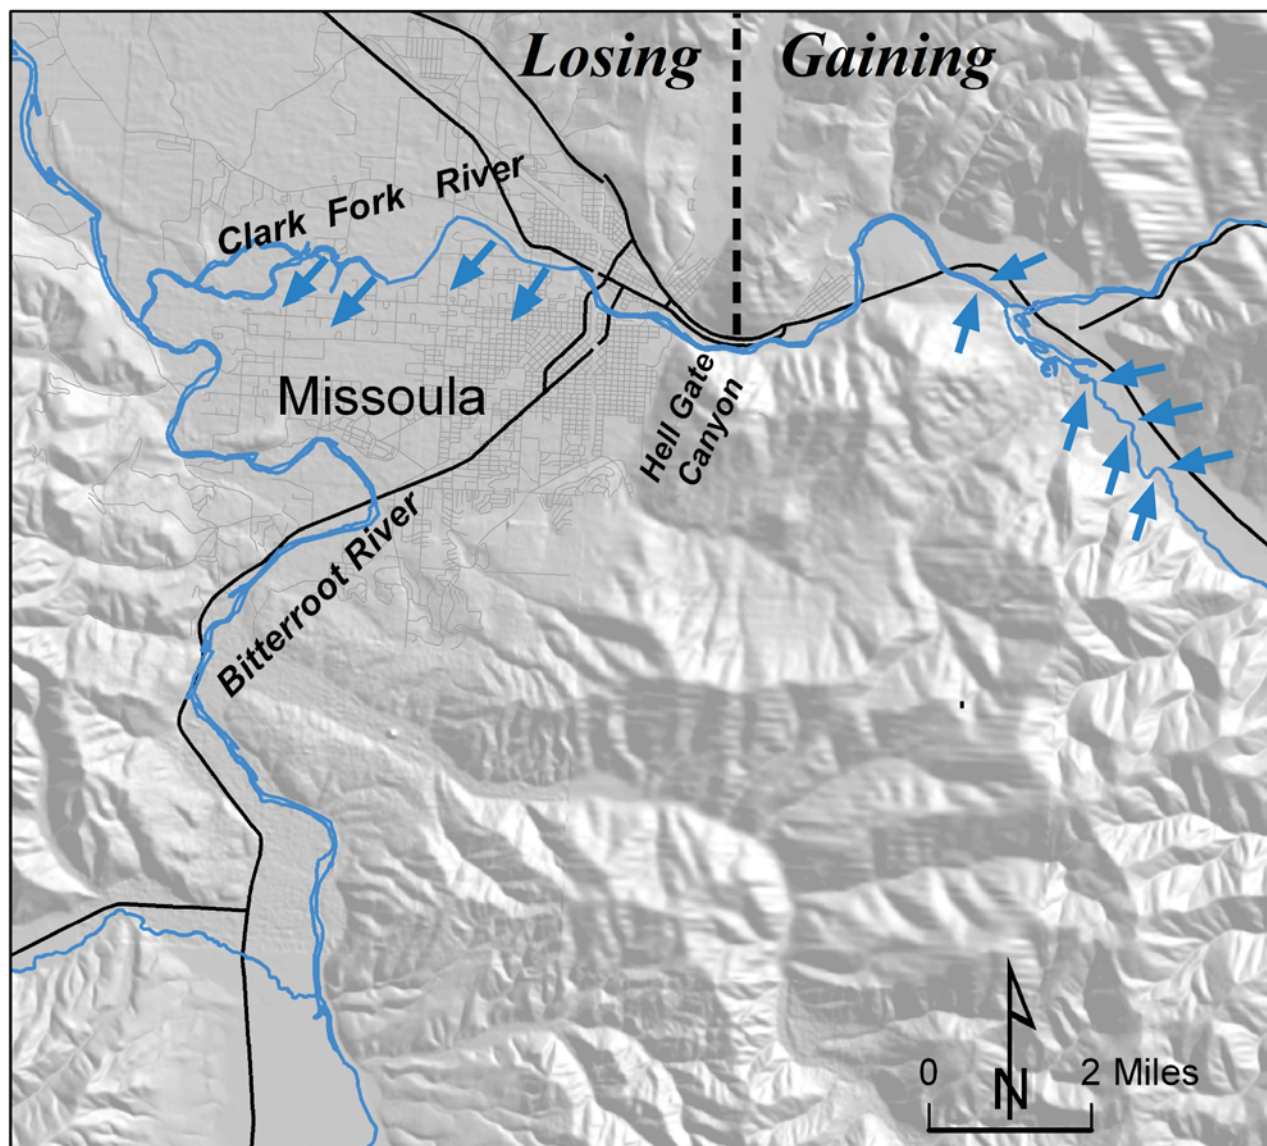 Losing Gaining
Clark Fork River
Missoula
Hell Gate
Canyon
Bitterroot River
0 2 Miles
N